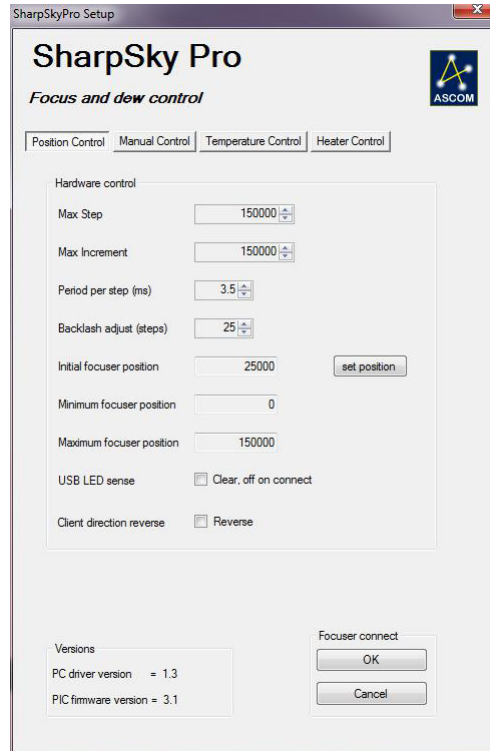 SharpSkyPro Setup
SharpSky Pro
Focus and dew control
ASCOM
Position Control Manual Control Temperature Control Heater Control
Hardware control
Max Step 150000
Max Increment 150000
Period per step (ms) 3.5
Backlash adjust (steps) 25
Initial focuser position 25000 set position
Minimum focuser position 0
Maximum focuser position 150000
USB LED sense Clear, off on connect
Client direction reverse Reverse
Versions
PC driver version = 1.3
PIC firmware version = 3.1
Focuser connect
OK
Cancel